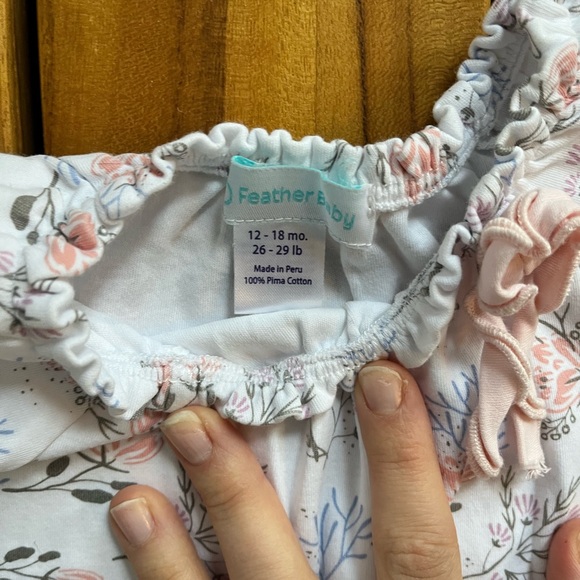 Feather Baby
12 - 18 mo.
26 - 29 lb
Made in Peru
100% Pima Cotton